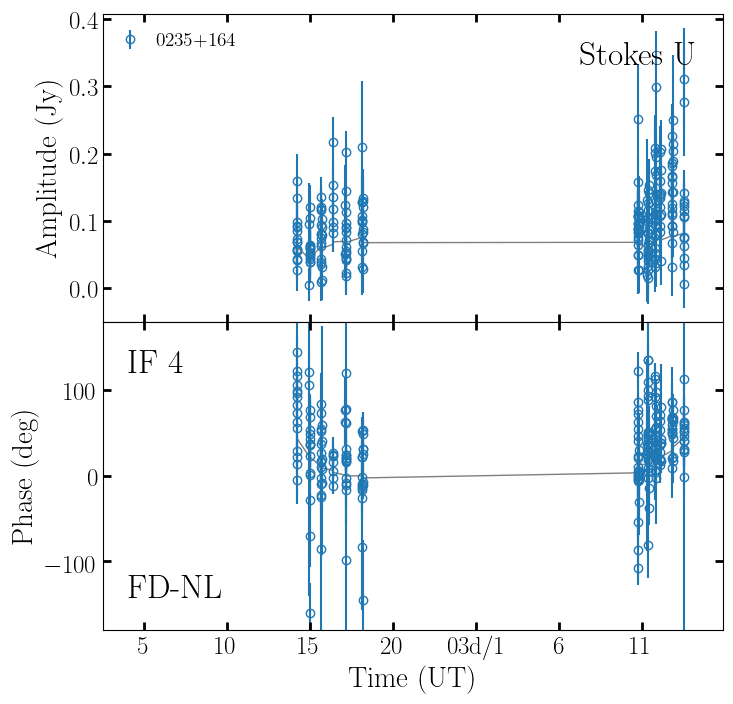 0235+164
Stokes U
0.4
0.3
0.2
0.1
0.0
Amplitude (Jy)
IF 4
100
0
−100
Phase (deg)
FD-NL
5 10 15 20 03d/1 6 11
Time (UT)